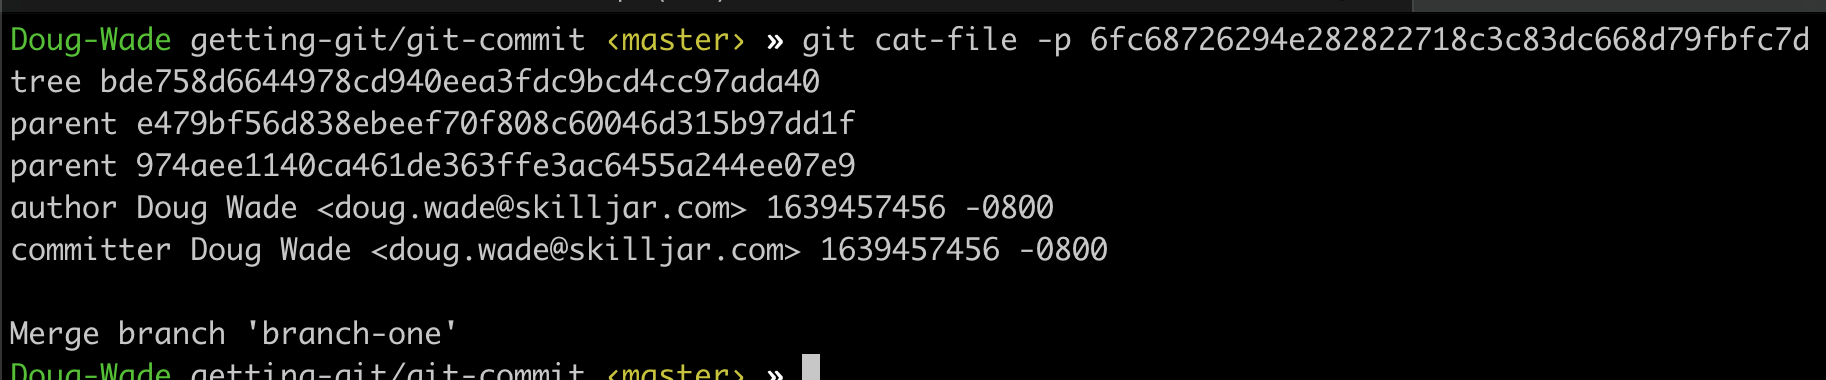 Doug-Wade getting-git/git-commit ‹master› » git cat-file -p 6fc68726294e282822718c3c83dc668d79fbfc7d
tree bde758d6644978cd940eea3fdc9bcd4cc97ada40
parent e479bf56d838ebeef70f808c60046d315b97dd1f
parent 974aee1140ca461de363ffe3ac6455a244ee07e9
author Doug Wade <doug.wade@skilljar.com> 1639457456 -0800
committer Doug Wade <doug.wade@skilljar.com> 1639457456 -0800
Merge branch 'branch-one'
Doug-Wade getting-git/git-commit ‹master› »